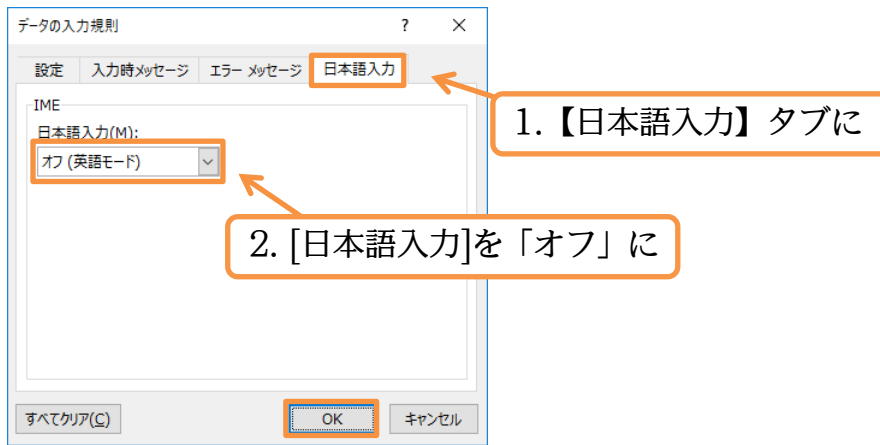 データの入力規則 ?
設定 入力時メッセージ エラー メッセージ 日本語入力
IME
日本語入力(M):
オフ (英語モード)
1.【日本語入力】タブに
2. [日本語入力]を「オフ」に
すべてクリア(C) OK キャンセル